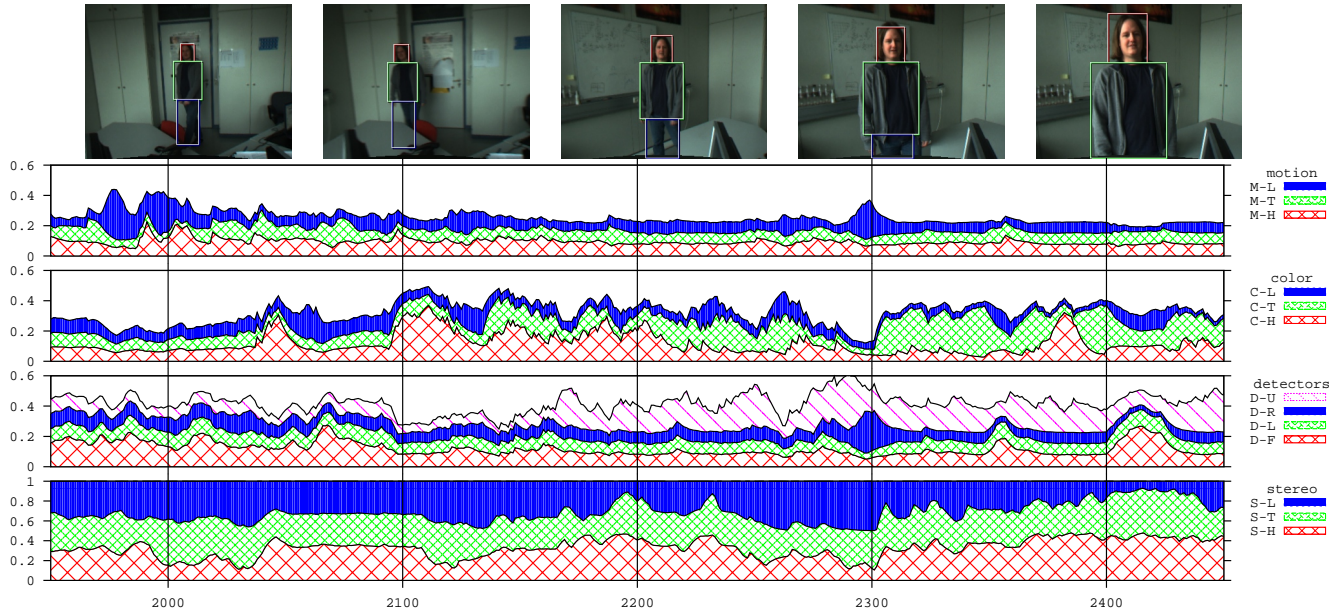 0.6
0.4
0.2
0
motion
M-L
M-T
M-H
0.6
0.4
0.2
0
color
C-L
C-T
C-H
0.6
0.4
0.2
0
detectors
D-U
D-R
D-L
D-F
1
0.8
0.6
0.4
0.2
0
stereo
S-L
S-T
S-H
2000
2100
2200
2300
2400